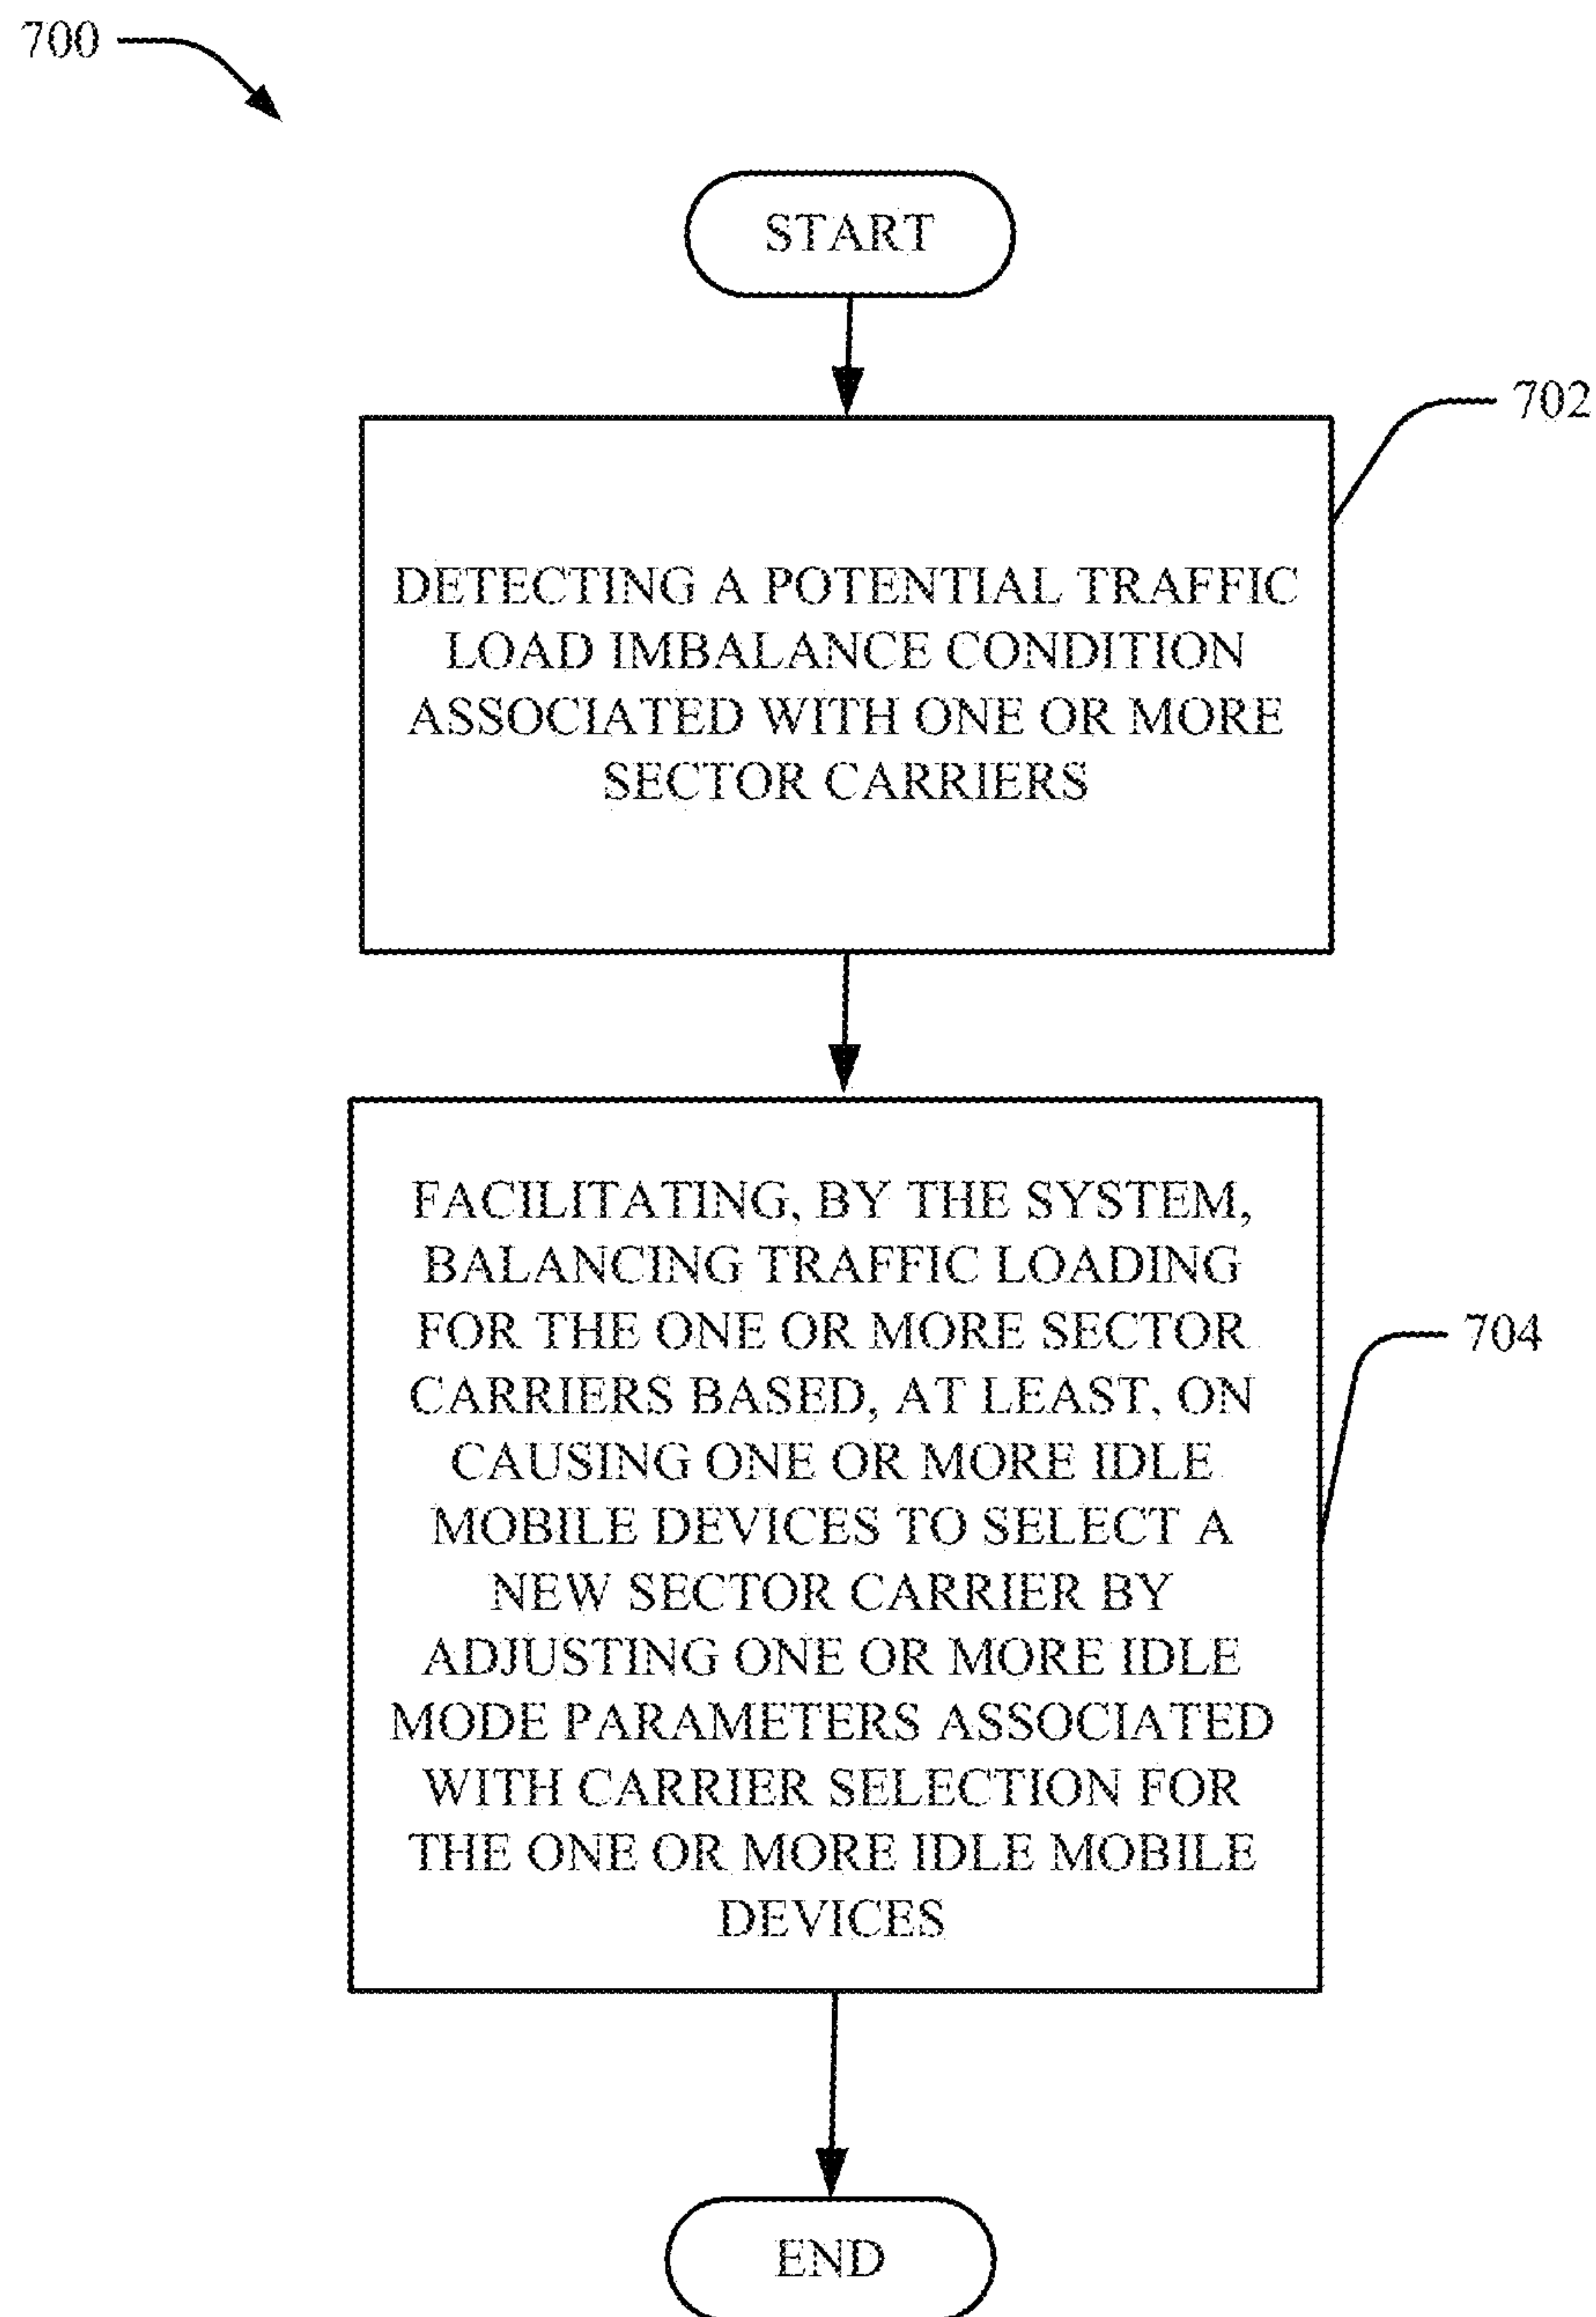 700
START
702
DETECTING A POTENTIAL TRAFFIC
LOAD IMBALANCE CONDITION
ASSOCIATED WITH ONE OR MORE
SECTOR CARRIERS
FACILITATING, BY THE SYSTEM,
BALANCING TRAFFIC LOADING
FOR THE ONE OR MORE SECTOR
CARRIERS BASED, AT LEAST, ON
CAUSING ONE OR MORE IDLE
MOBILE DEVICES TO SELECT A
NEW SECTOR CARRIER BY
ADJUSTING ONE OR MORE IDLE
MODE PARAMETERS ASSOCIATED
WITH CARRIER SELECTION FOR
THE ONE OR MORE IDLE MOBILE
DEVICES
704
END